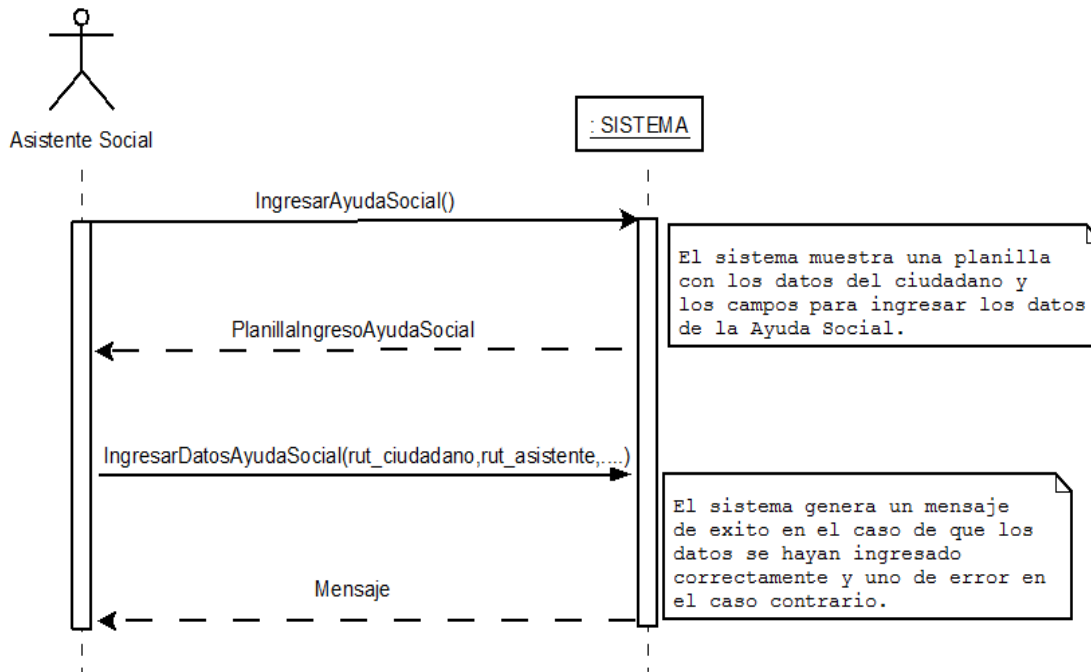 Asistente Social
: SISTEMA
IngresarAyudaSocial()
El sistema muestra una planilla
con los datos del ciudadano y
los campos para ingresar los datos
de la Ayuda Social.
PlanillaIngresoAyudaSocial
IngresarDatosAyudaSocial(rut_ciudadano,rut_asistente,....)
El sistema genera un mensaje
de exito en el caso de que los
datos se hayan ingresado
correctamente y uno de error en
el caso contrario.
Mensaje